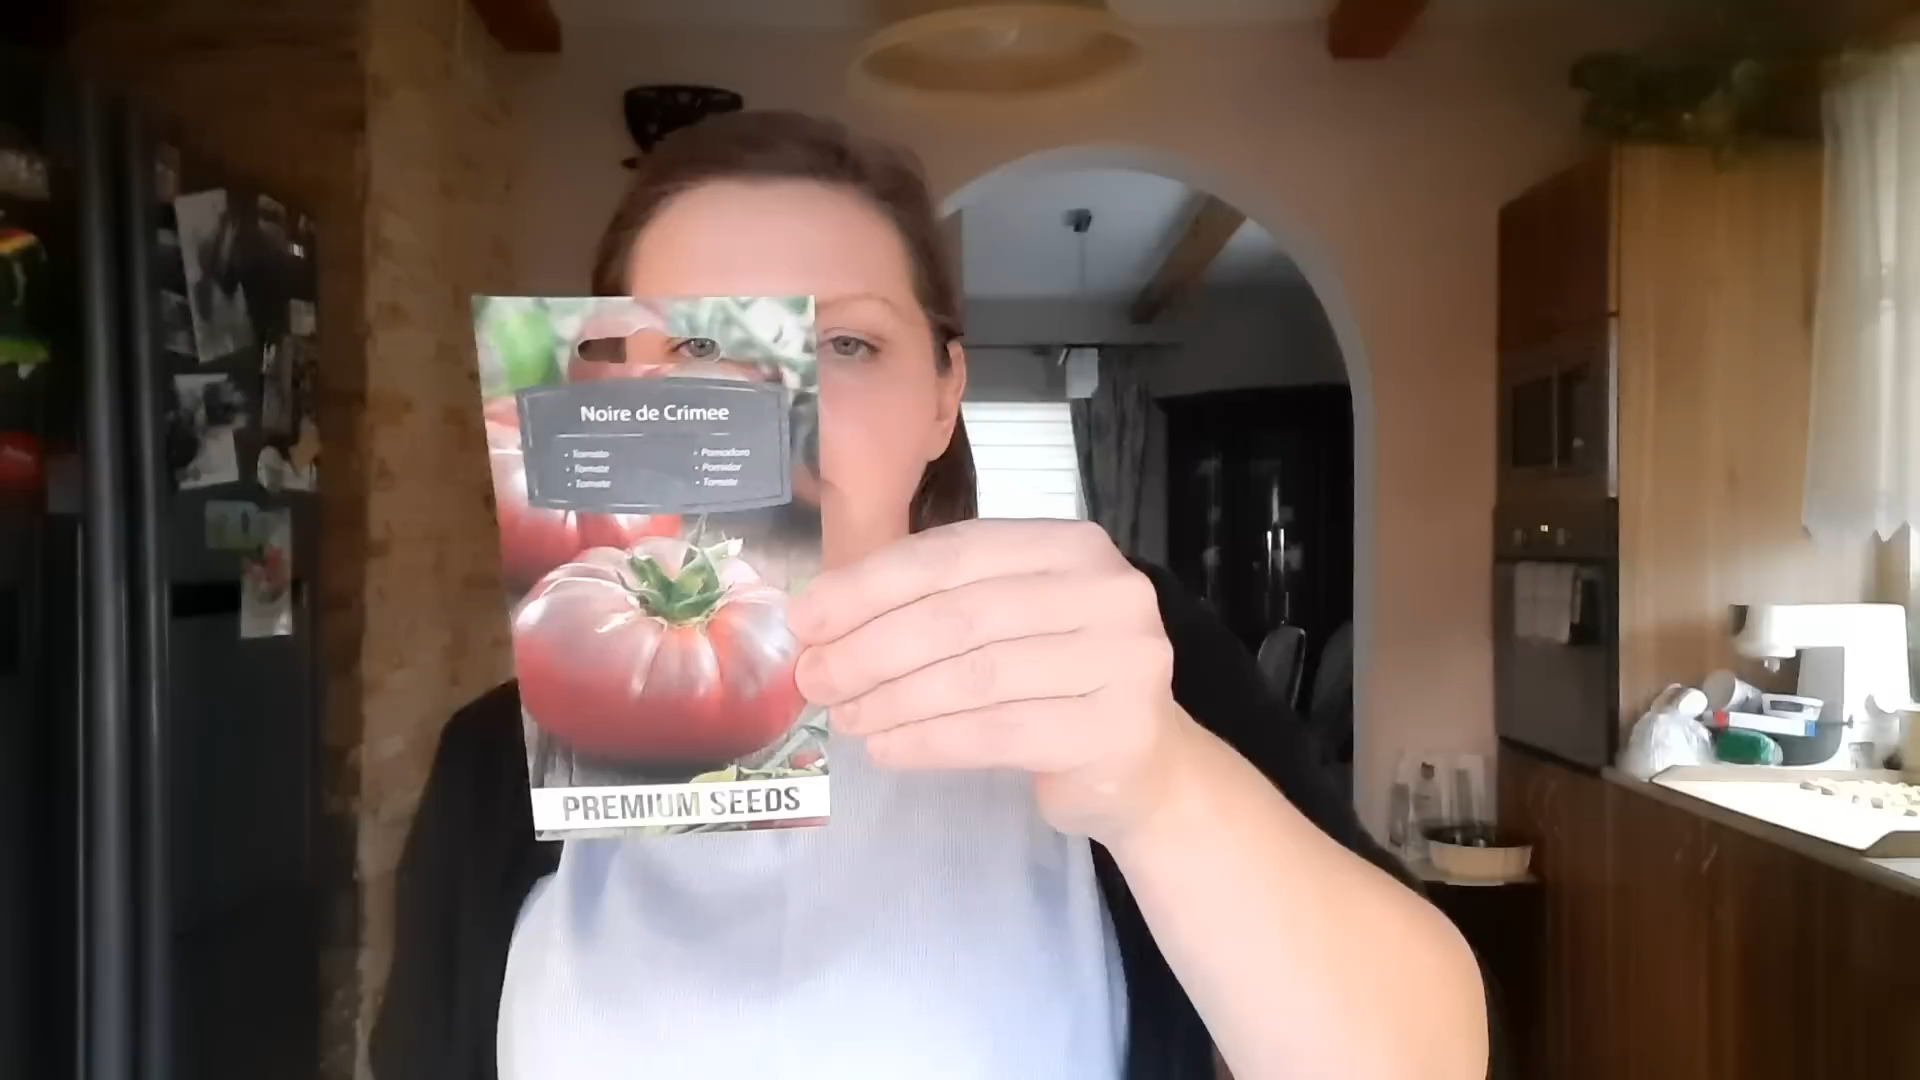 Noire de Crimee
• Tomato
• Tomate
• Tomate
• Pomodoro
• Pomidor
• Tomate
PREMIUM SEEDS